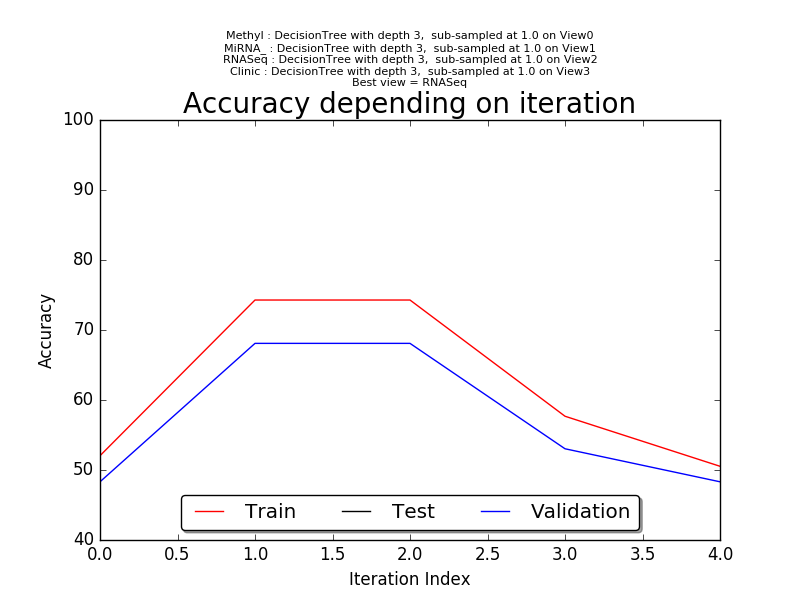 Methyl : DecisionTree with depth 3,  sub-sampled at 1.0 on View0
MiRNA_ : DecisionTree with depth 3,  sub-sampled at 1.0 on View1
RNASeq : DecisionTree with depth 3,  sub-sampled at 1.0 on View2
Clinic : DecisionTree with depth 3,  sub-sampled at 1.0 on View3
Best view = RNASeq
Accuracy depending on iteration
100
90
80
70
60
50
40
Accuracy
Train Test Validation
0.0 0.5 1.0 1.5 2.0 2.5 3.0 3.5 4.0
Iteration Index